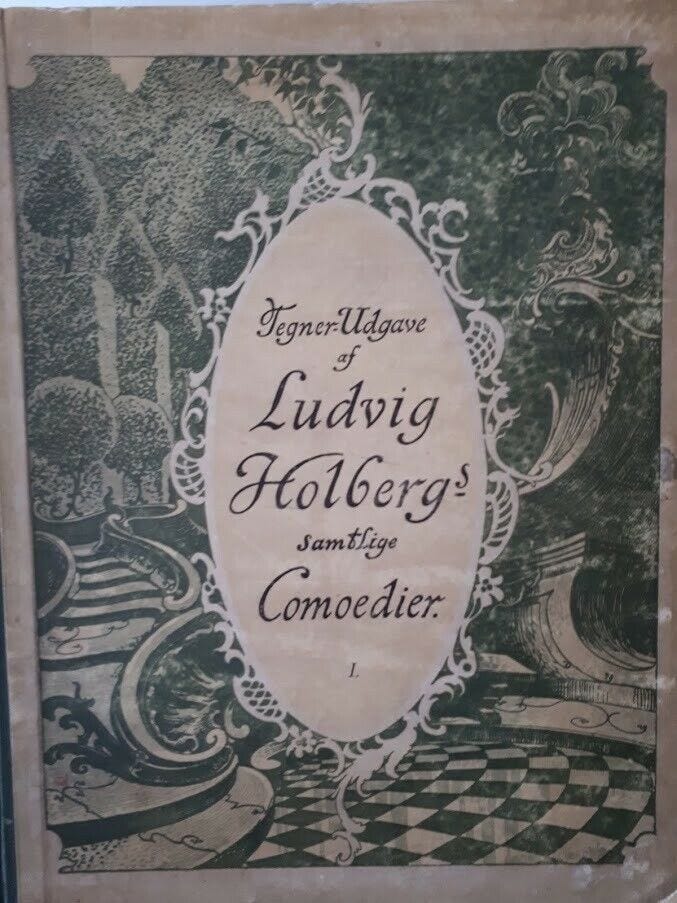 Tegner-Udgave
af
Ludvig
Holbergs
samtlige
Comoedier.
I.